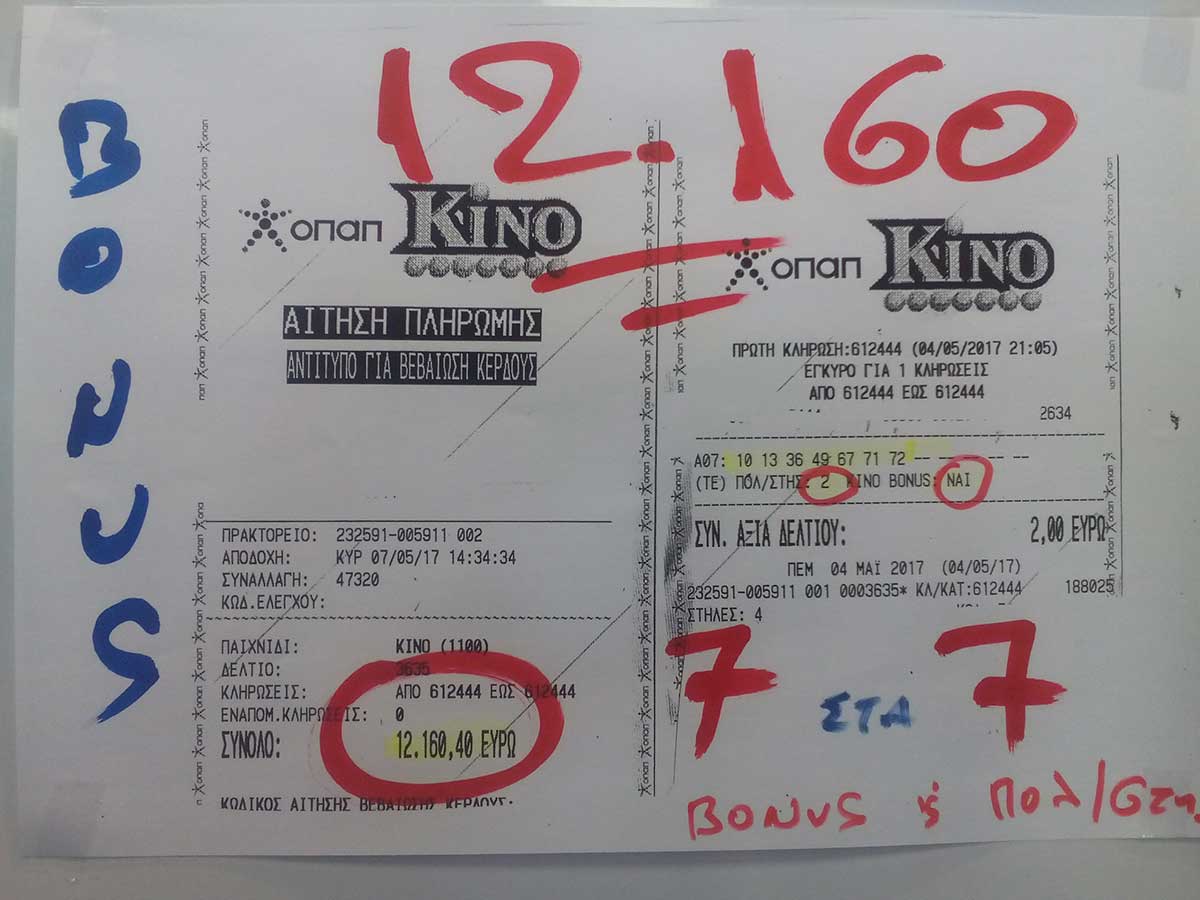 12.160
BONUS
οπαπ ΚΙΝΟ
ΑΙΤΗΣΗ ΠΛΗΡΩΜΗΣ
ΑΝΤΙΤΥΠΟ ΓΙΑ ΒΕΒΑΙΩΣΗ ΚΕΡΔΟΥΣ
ΠΡΑΚΤΟΡΕΙΟ: 232591-005911 002
ΑΠΟΔΟΧΗ: ΚΥΡ 07/05/17 14:34:34
ΣΥΝΑΛΛΑΓΗ: 47320
ΚΩΔ.ΕΛΕΓΧΟΥ:
ΠΑΙΧΝΙΔΙ: ΚΙΝΟ (1100)
ΔΕΛΤΙΟ: 3635
ΚΛΗΡΩΣΕΙΣ: ΑΠΟ 612444 ΕΩΣ 612444
ΕΝΑΠΟΜ.ΚΛΗΡΩΣΕΙΣ: 0
ΣΥΝΟΛΟ: 12.160,40 ΕΥΡΩ
ΚΩΔΙΚΟΣ ΑΙΤΗΣΗΣ ΒΕΒΑΙΩΣΗΣ ΚΕΡΔΟΥΣ:
οπαπ ΚΙΝΟ
ΠΡΩΤΗ ΚΛΗΡΩΣΗ:612444 (04/05/2017 21:05)
ΕΓΚΥΡΟ ΓΙΑ 1 ΚΛΗΡΩΣΕΙΣ
ΑΠΟ 612444 ΕΩΣ 612444
2634
Α07: 10 13 36 49 67 71 72 -- -- -- -- --
(ΤΕ) ΠΟΛ/ΣΤΗΣ: 2 KINO BONUS: ΝΑΙ
ΣΥΝ. ΑΞΙΑ ΔΕΛΤΙΟΥ: 2,00 ΕΥΡΩ
ΠΕΜ 04 ΜΑΪ 2017 (04/05/17)
232591-005911 001 0003635* ΚΛ/ΚΑΤ:612444 188025
ΣΤΗΛΕΣ: 4
7 ΣΤΑ 7
BONUS Πολ/στη